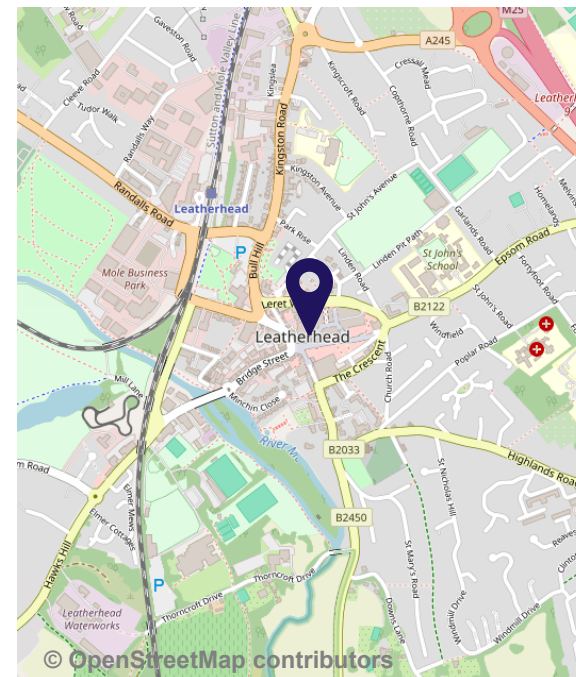 M25
A245
Gaveston Road
Cressall Mead
Cleeve Road
Kingslea
Kingscroft Road
Sutton and Mole Valley Line
Copthorne Road
Tudor Walk
Randalls Way
Kingston Road
Kingston Avenue
Randalls Road
Leatherhead
St John's Avenue
Garlands Road
Homelands
Park Rise
Linden Road
Linden Pit Path
St John's
School
Epsom Road
P
Bull Hill
Mole Business
Park
Fortyfoot Road
St John's Road
B2122
Windfield
Leatherhead
Poplar Road
Bridge Street
The Crescent
Church Road
Mill Lane
Minchin Close
B2033
Highlands Road
St Nicholas Hill
Elmer Mews
Elmer Cottages
B2450
Hawks Hill
St Mary's Road
Thorncroft Drive
P
Thorncroft Drive
Downs Lane
Windmill Drive
Windmill Drive
Leatherhead
Waterworks
© OpenStreetMap contributors